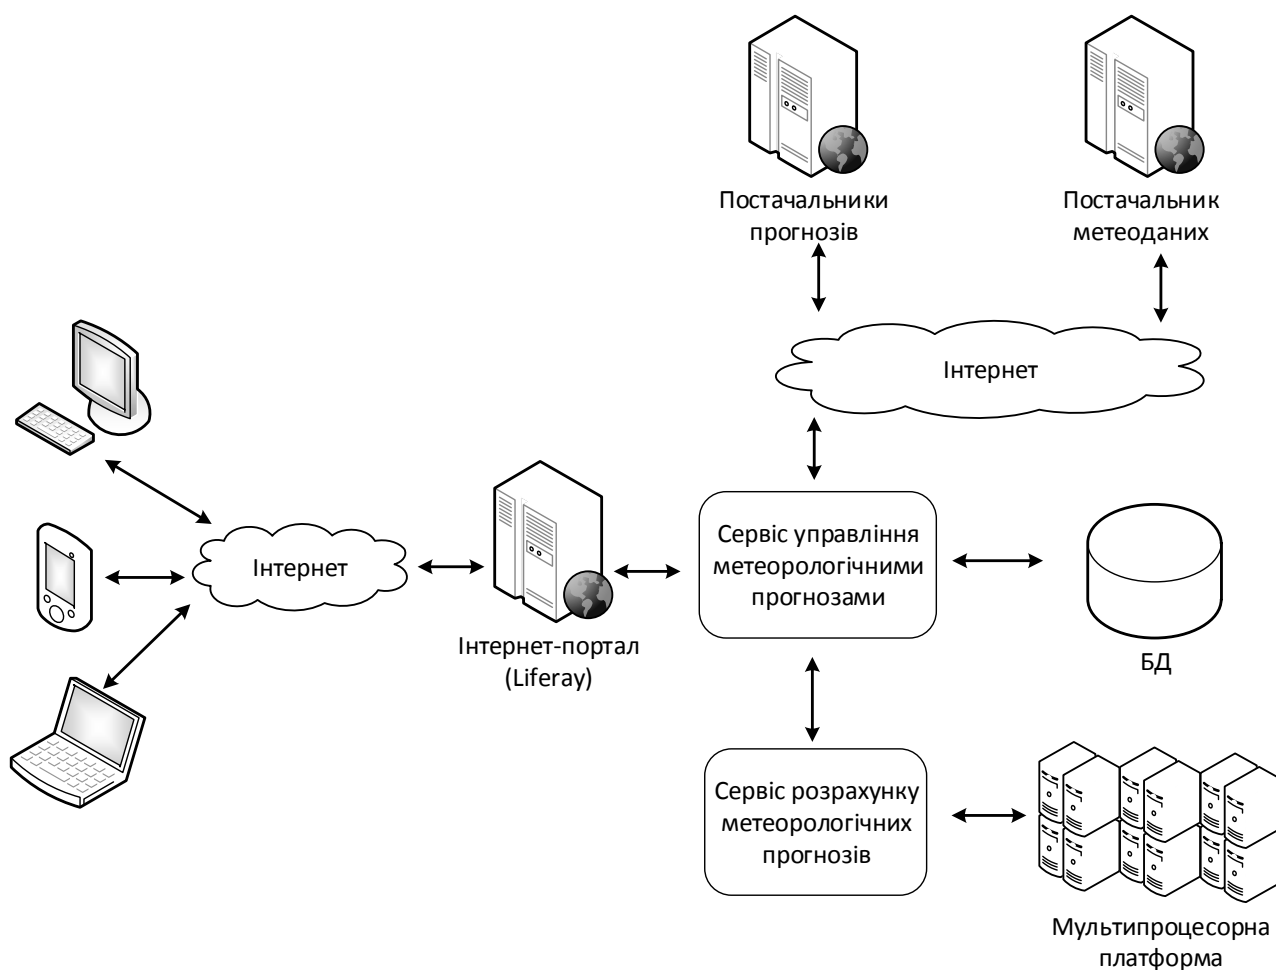 Постачальники
прогнозів
Постачальник
метеоданих
Інтернет
Сервіс управління
метеорологічними
прогнозами
Інтернет
Інтернет-портал
(Liferay)
БД
Сервіс розрахунку
метеорологічних
прогнозів
Мультипроцесорна
платформа